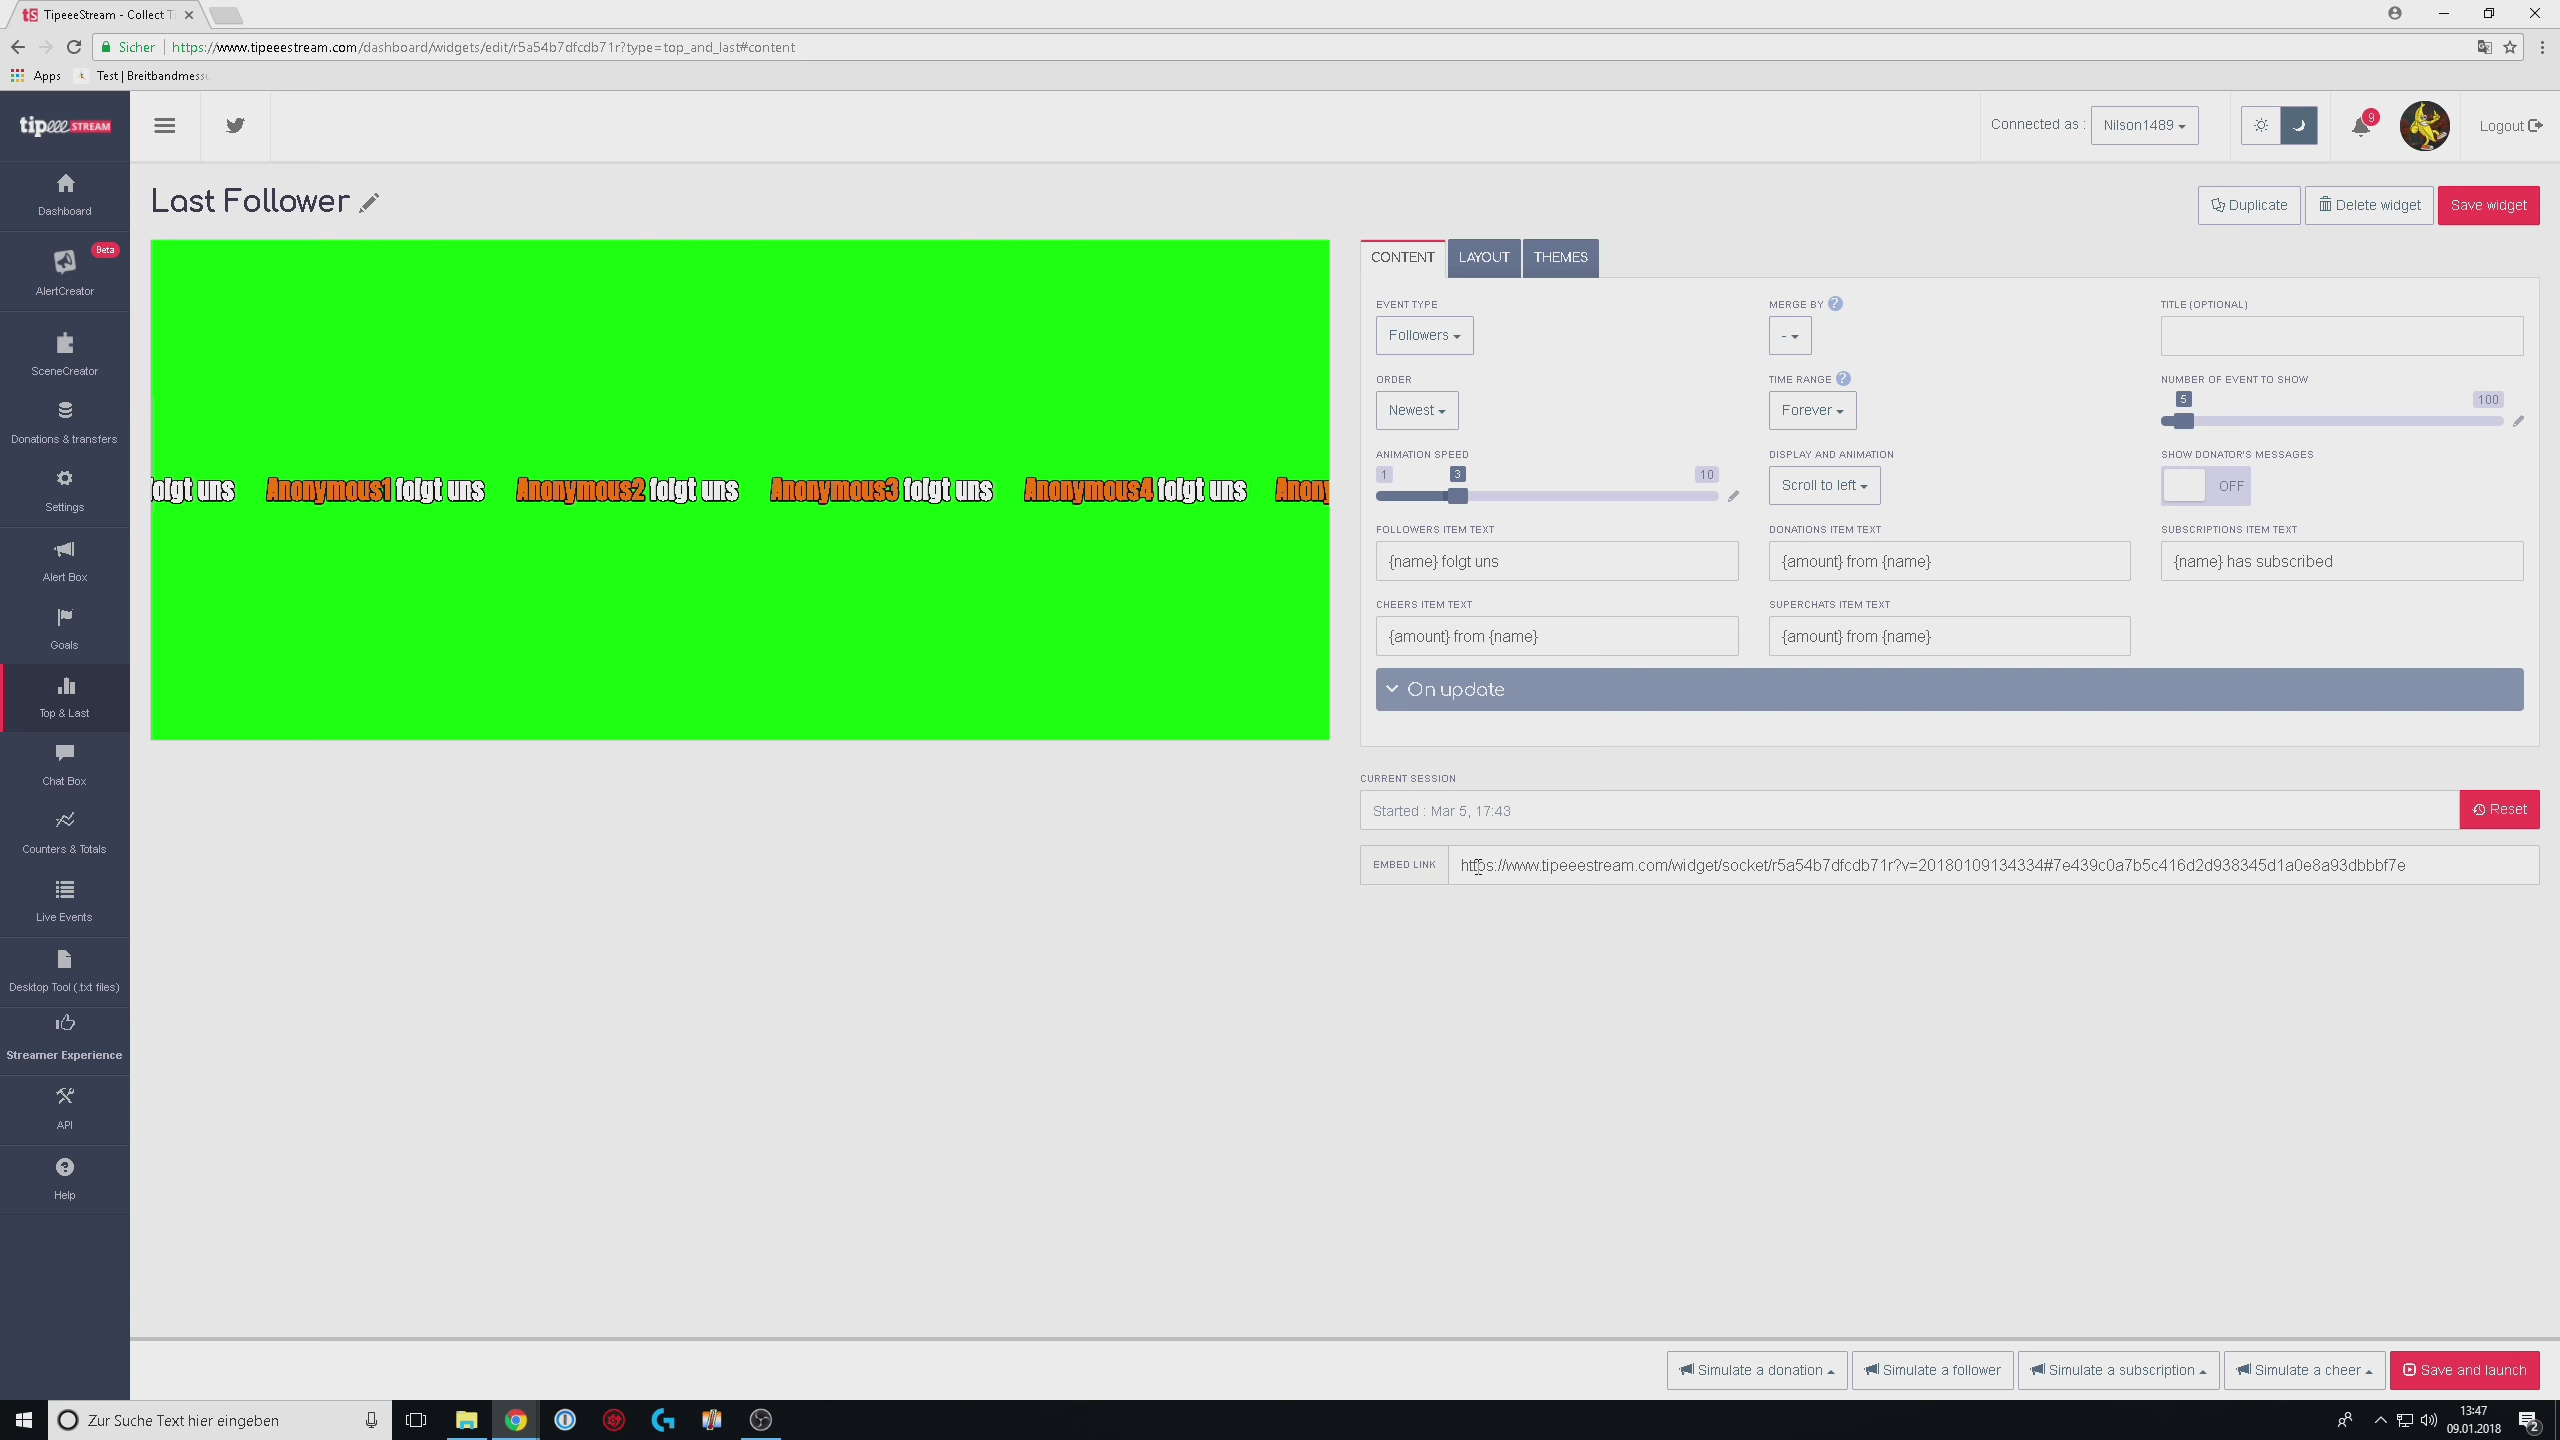 TipeeeStream - Collect T
Sicher
https://www.tipeeestream.com/dashboard/widgets/edit/r5a54b7dfcdb71r?type=top_and_last#content
Apps
Test | Breitbandmess
tipeee STREAM
Connected as :
Nilson1489
9
Logout
Dashboard
Beta
AlertCreator
SceneCreator
Donations & transfers
Settings
Alert Box
Goals
Top & Last
Chat Box
Counters & Totals
Live Events
Desktop Tool (.txt files)
Streamer Experience
API
Help
Last Follower
Duplicate
Delete widget
Save widget
folgt uns Anonymous1 folgt uns Anonymous2 folgt uns Anonymous3 folgt uns Anonymous4 folgt uns Anony
CONTENT
LAYOUT
THEMES
EVENT TYPE
Followers
MERGE BY ?
-
TITLE (OPTIONAL)
ORDER
Newest
TIME RANGE ?
Forever
NUMBER OF EVENT TO SHOW
5
100
ANIMATION SPEED
1
3
10
DISPLAY AND ANIMATION
Scroll to left
SHOW DONATOR'S MESSAGES
OFF
FOLLOWERS ITEM TEXT
{name} folgt uns
DONATIONS ITEM TEXT
{amount} from {name}
SUBSCRIPTIONS ITEM TEXT
{name} has subscribed
CHEERS ITEM TEXT
{amount} from {name}
SUPERCHATS ITEM TEXT
{amount} from {name}
On update
CURRENT SESSION
Started : Mar 5, 17:43
Reset
EMBED LINK
https://www.tipeeestream.com/widget/socket/r5a54b7dfcdb71r?v=20180109134334#7e439c0a7b5c416d2d938345d1a0e8a93dbbbf7e
Simulate a donation
Simulate a follower
Simulate a subscription
Simulate a cheer
Save and launch
Zur Suche Text hier eingeben
13:47
09.01.2018
2